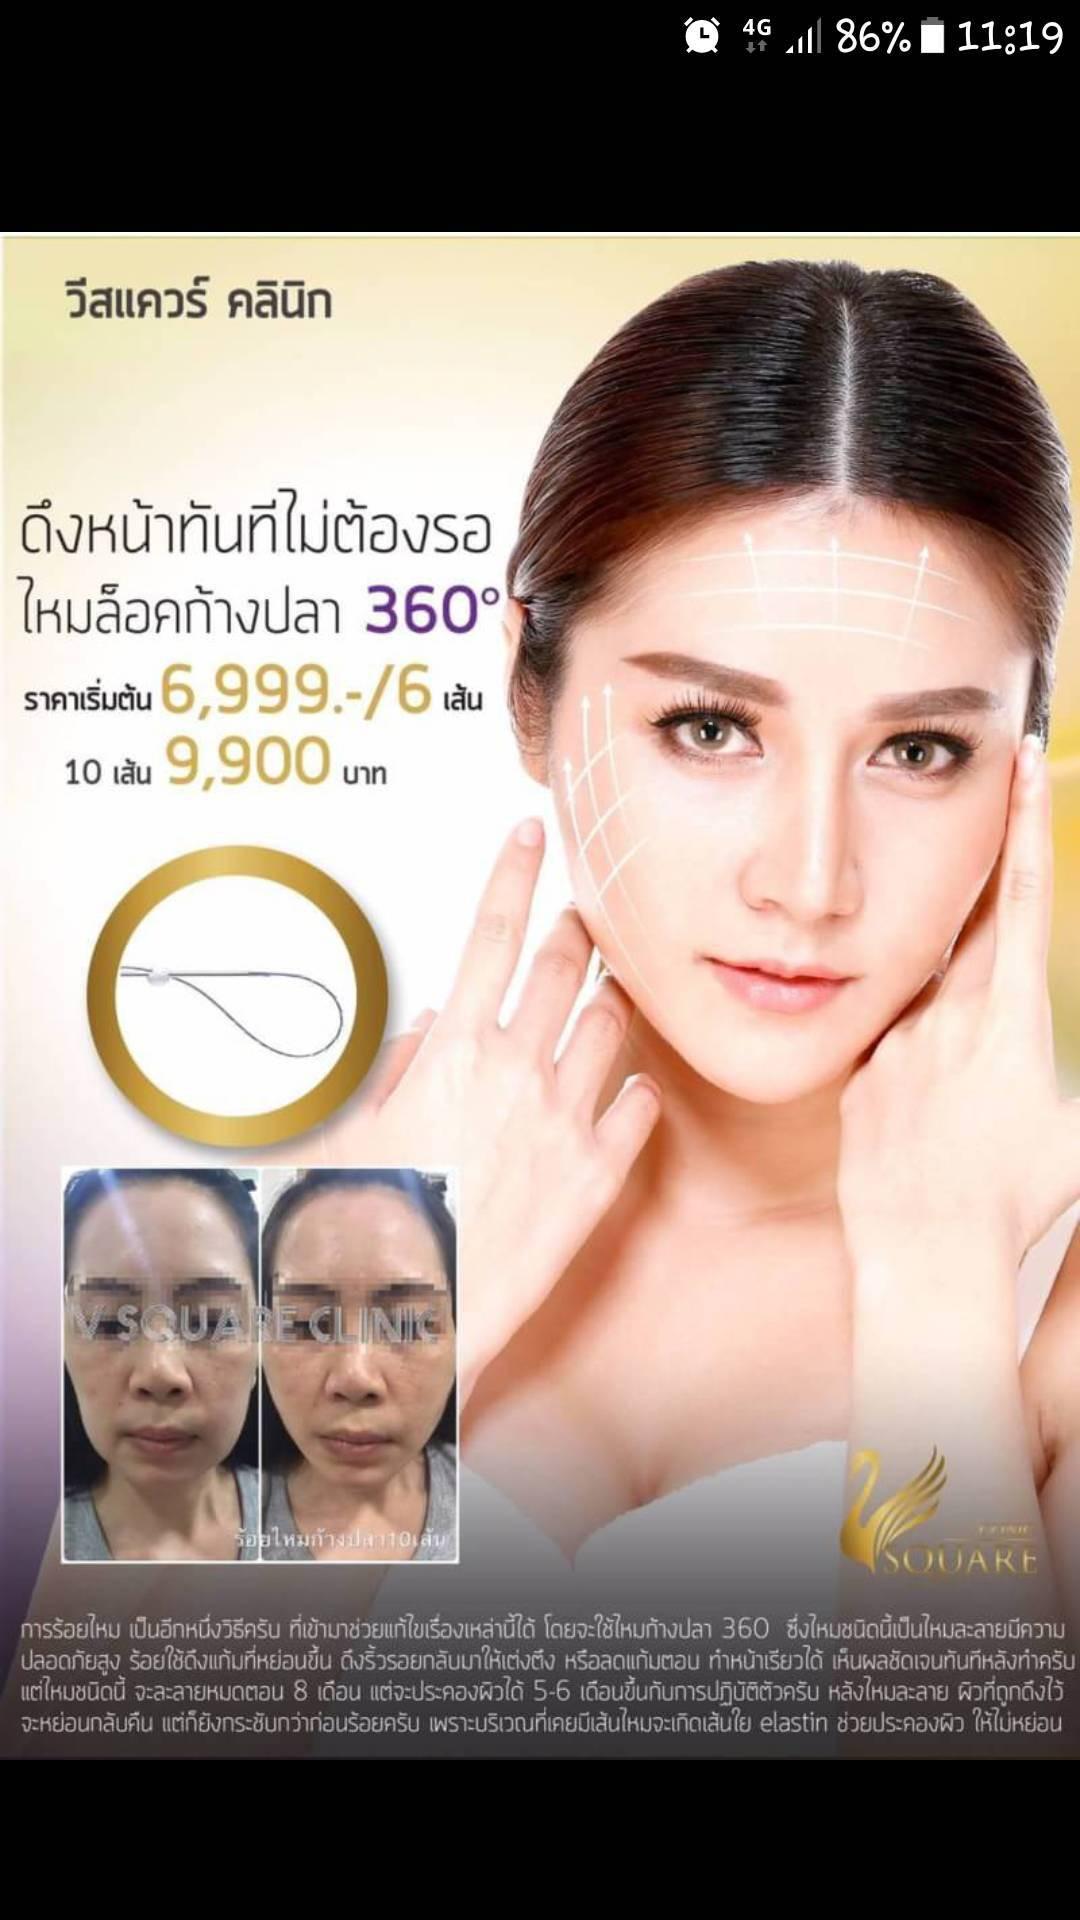 4G 86% 11:19
วีสแควร์ คลินิก
ดึงหน้าทันทีไม่ต้องรอ
ไหมล็อคก้างปลา 360°
ราคาเริ่มต้น 6,999.-/6 เส้น
10 เส้น 9,900 บาท
V SQUARE CLINIC
ร้อยไหมก้างปลา10เส้น
CLINIC
SQUARE
การร้อยไหม เป็นอีกหนึ่งวิธีครับ ที่เข้ามาช่วยแก้ไขเรื่องเหล่านี้ได้ โดยจะใช้ไหมก้างปลา 360 ซึ่งไหมชนิดนี้เป็นไหมละลายมีความ
ปลอดภัยสูง ร้อยใช้ดึงแก้มที่หย่อนขึ้น ดึงริ้วรอยกลับมาให้เต่งตึง หรือลดแก้มตอบ ทำหน้าเรียวได้ เห็นผลชัดเจนทันทีหลังทำครับ
แต่ไหมชนิดนี้ จะละลายหมดตอน 8 เดือน แต่จะประคองผิวได้ 5-6 เดือนขึ้นกับการปฏิบัติตัวครับ หลังไหมละลาย ผิวที่ถูกดึงไว้
จะหย่อนกลับคืน แต่ก็ยังกระชับกว่าก่อนร้อยครับ เพราะบริเวณที่เคยมีเส้นไหมจะเกิดเส้นใย elastin ช่วยประคองผิว ให้ไม่หย่อน